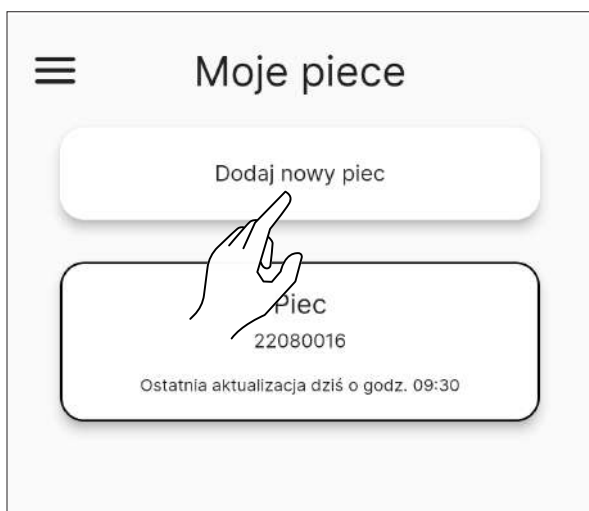 Moje piece
Dodaj nowy piec
Piec
22080016
Ostatnia aktualizacja dziś o godz. 09:30